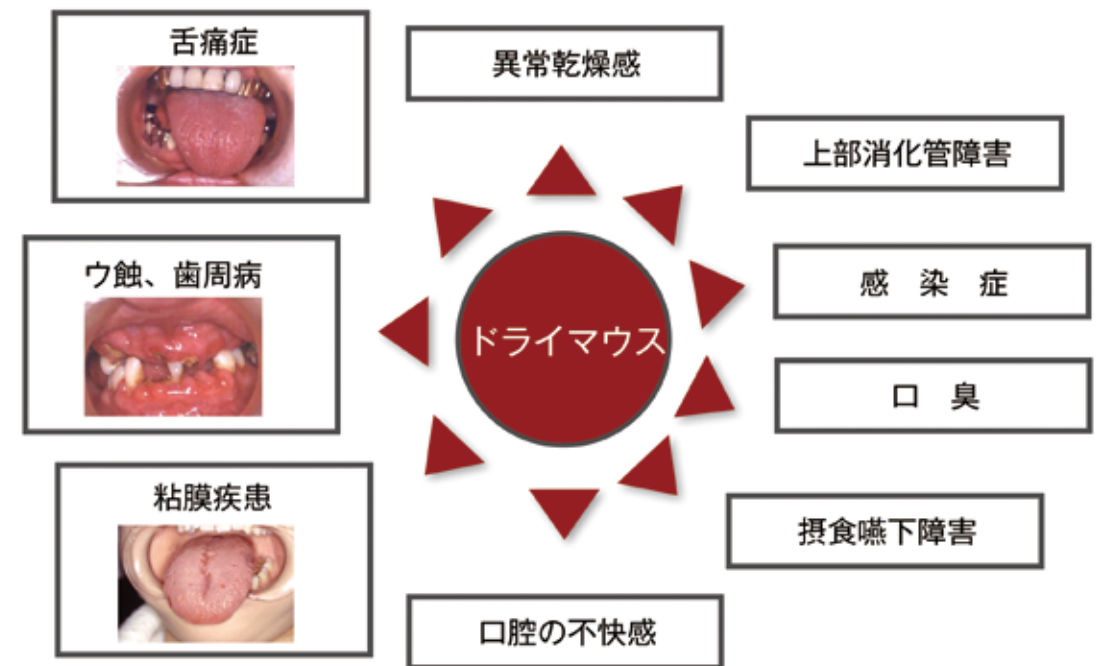 舌痛症
異常乾燥感
上部消化管障害
ウ蝕、歯周病
感　染　症
ドライマウス
口　臭
粘膜疾患
摂食嚥下障害
口腔の不快感